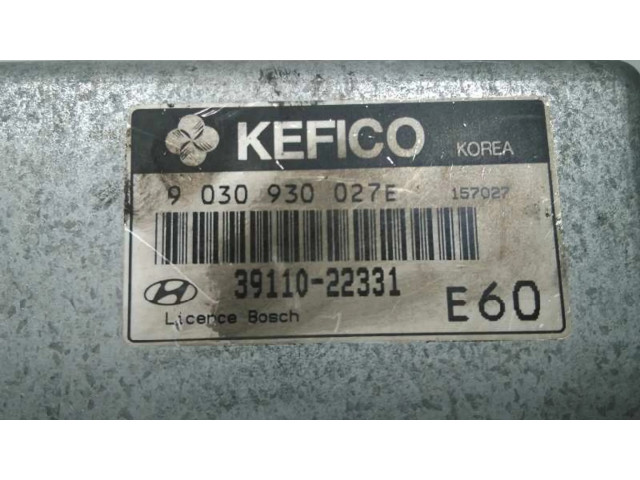 KEFICO KOREA
9 030 930 027E 157027
39110-22331
Licence Bosch E60